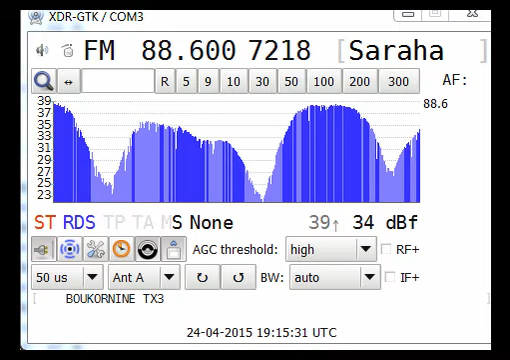 XDR-GTK / COM3
FM 88.600 7218 [Saraha ]
↔ R 5 9 10 30 50 100 200 300 AF:
39
37
35
33
31
29
27
25
23
88.6
ST RDS TP TA MS None 39↑ 34 dBf
AGC threshold: high RF+
50 us Ant A ↻ ↺ BW: auto IF+
[ BOUKORNINE TX3 ]
24-04-2015 19:15:31 UTC